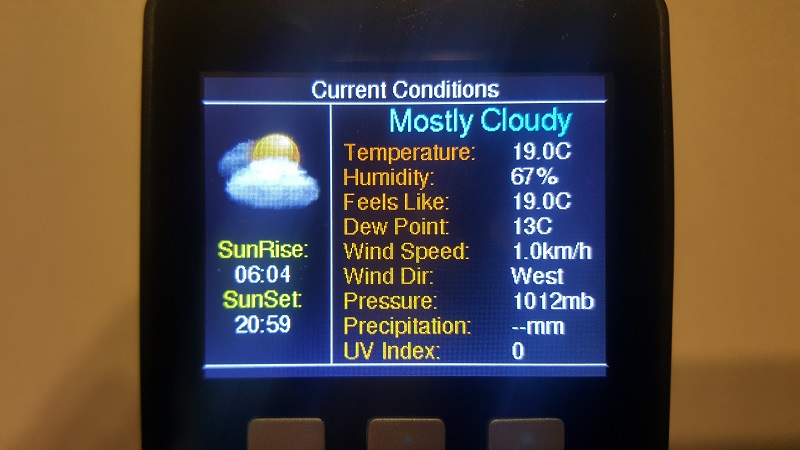 Current Conditions
Mostly Cloudy
SunRise:
06:04
SunSet:
20:59
Temperature: 19.0C
Humidity: 67%
Feels Like: 19.0C
Dew Point: 13C
Wind Speed: 1.0km/h
Wind Dir: West
Pressure: 1012mb
Precipitation: --mm
UV Index: 0